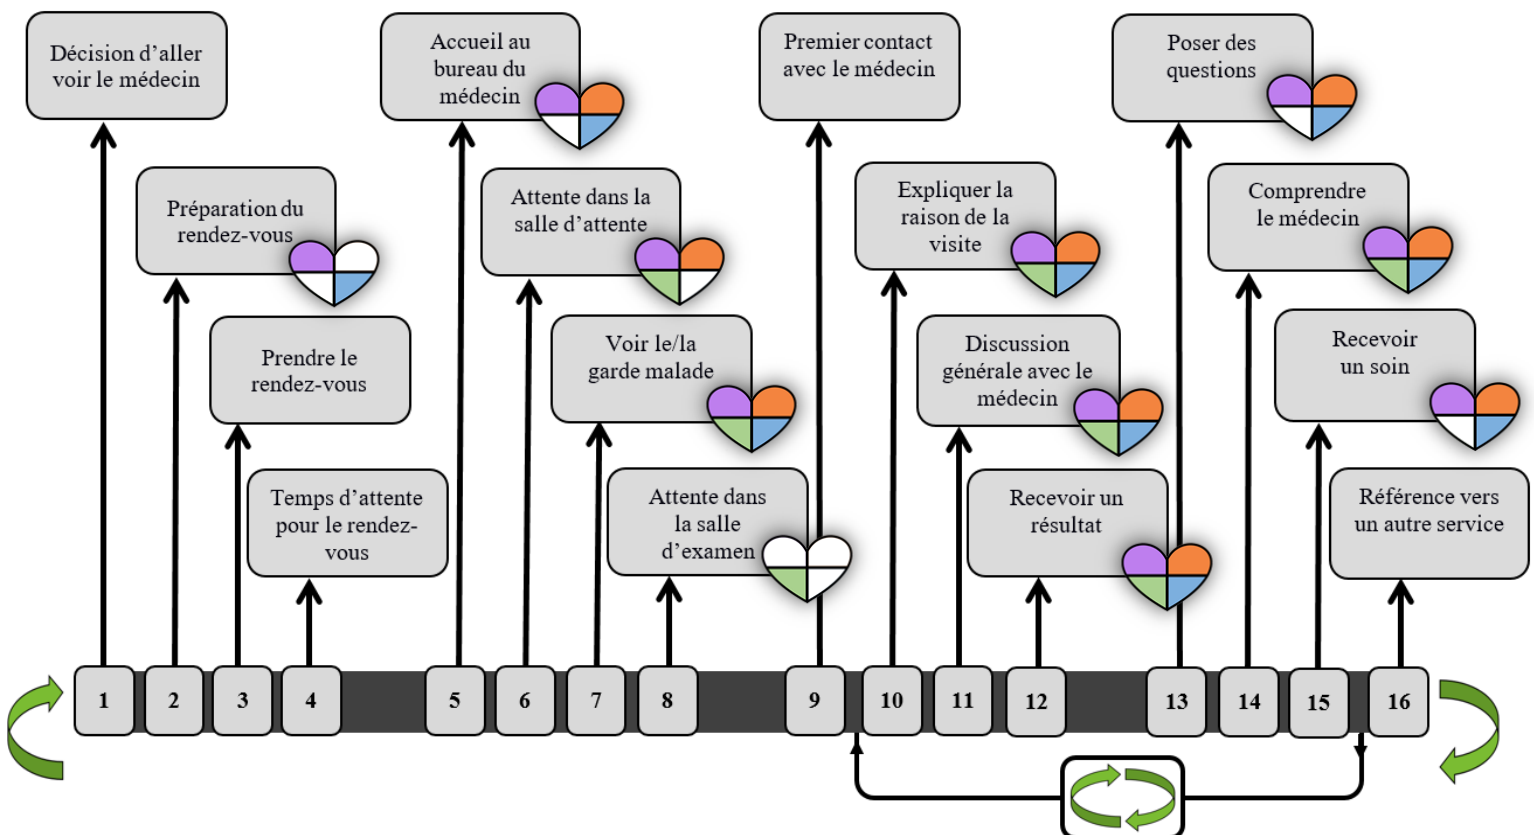 Décision d’aller
voir le médecin
Préparation du
rendez-vous
Prendre le
rendez-vous
Temps d’attente
pour le rendez-
vous
Accueil au
bureau du
médecin
Attente dans la
salle d’attente
Voir le/la
garde malade
Attente dans
la salle
d’examen
Premier contact
avec le médecin
Expliquer la
raison de la
visite
Discussion
générale avec le
médecin
Recevoir un
résultat
Poser des
questions
Comprendre
le médecin
Recevoir
un soin
Référence vers
un autre service
1 2 3 4 5 6 7 8 9 10 11 12 13 14 15 16